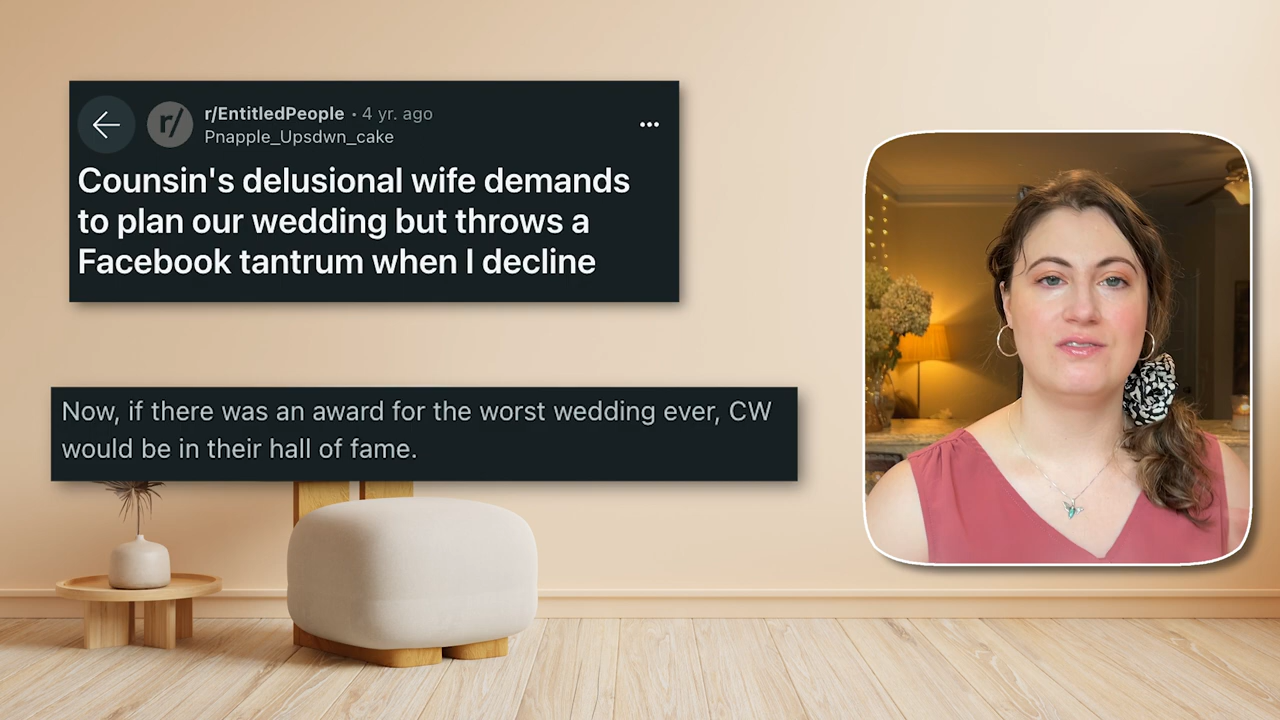 r/EntitledPeople • 4 yr. ago
Pnapple_Upsdwn_cake
Counsin's delusional wife demands
to plan our wedding but throws a
Facebook tantrum when I decline
Now, if there was an award for the worst wedding ever, CW
would be in their hall of fame.